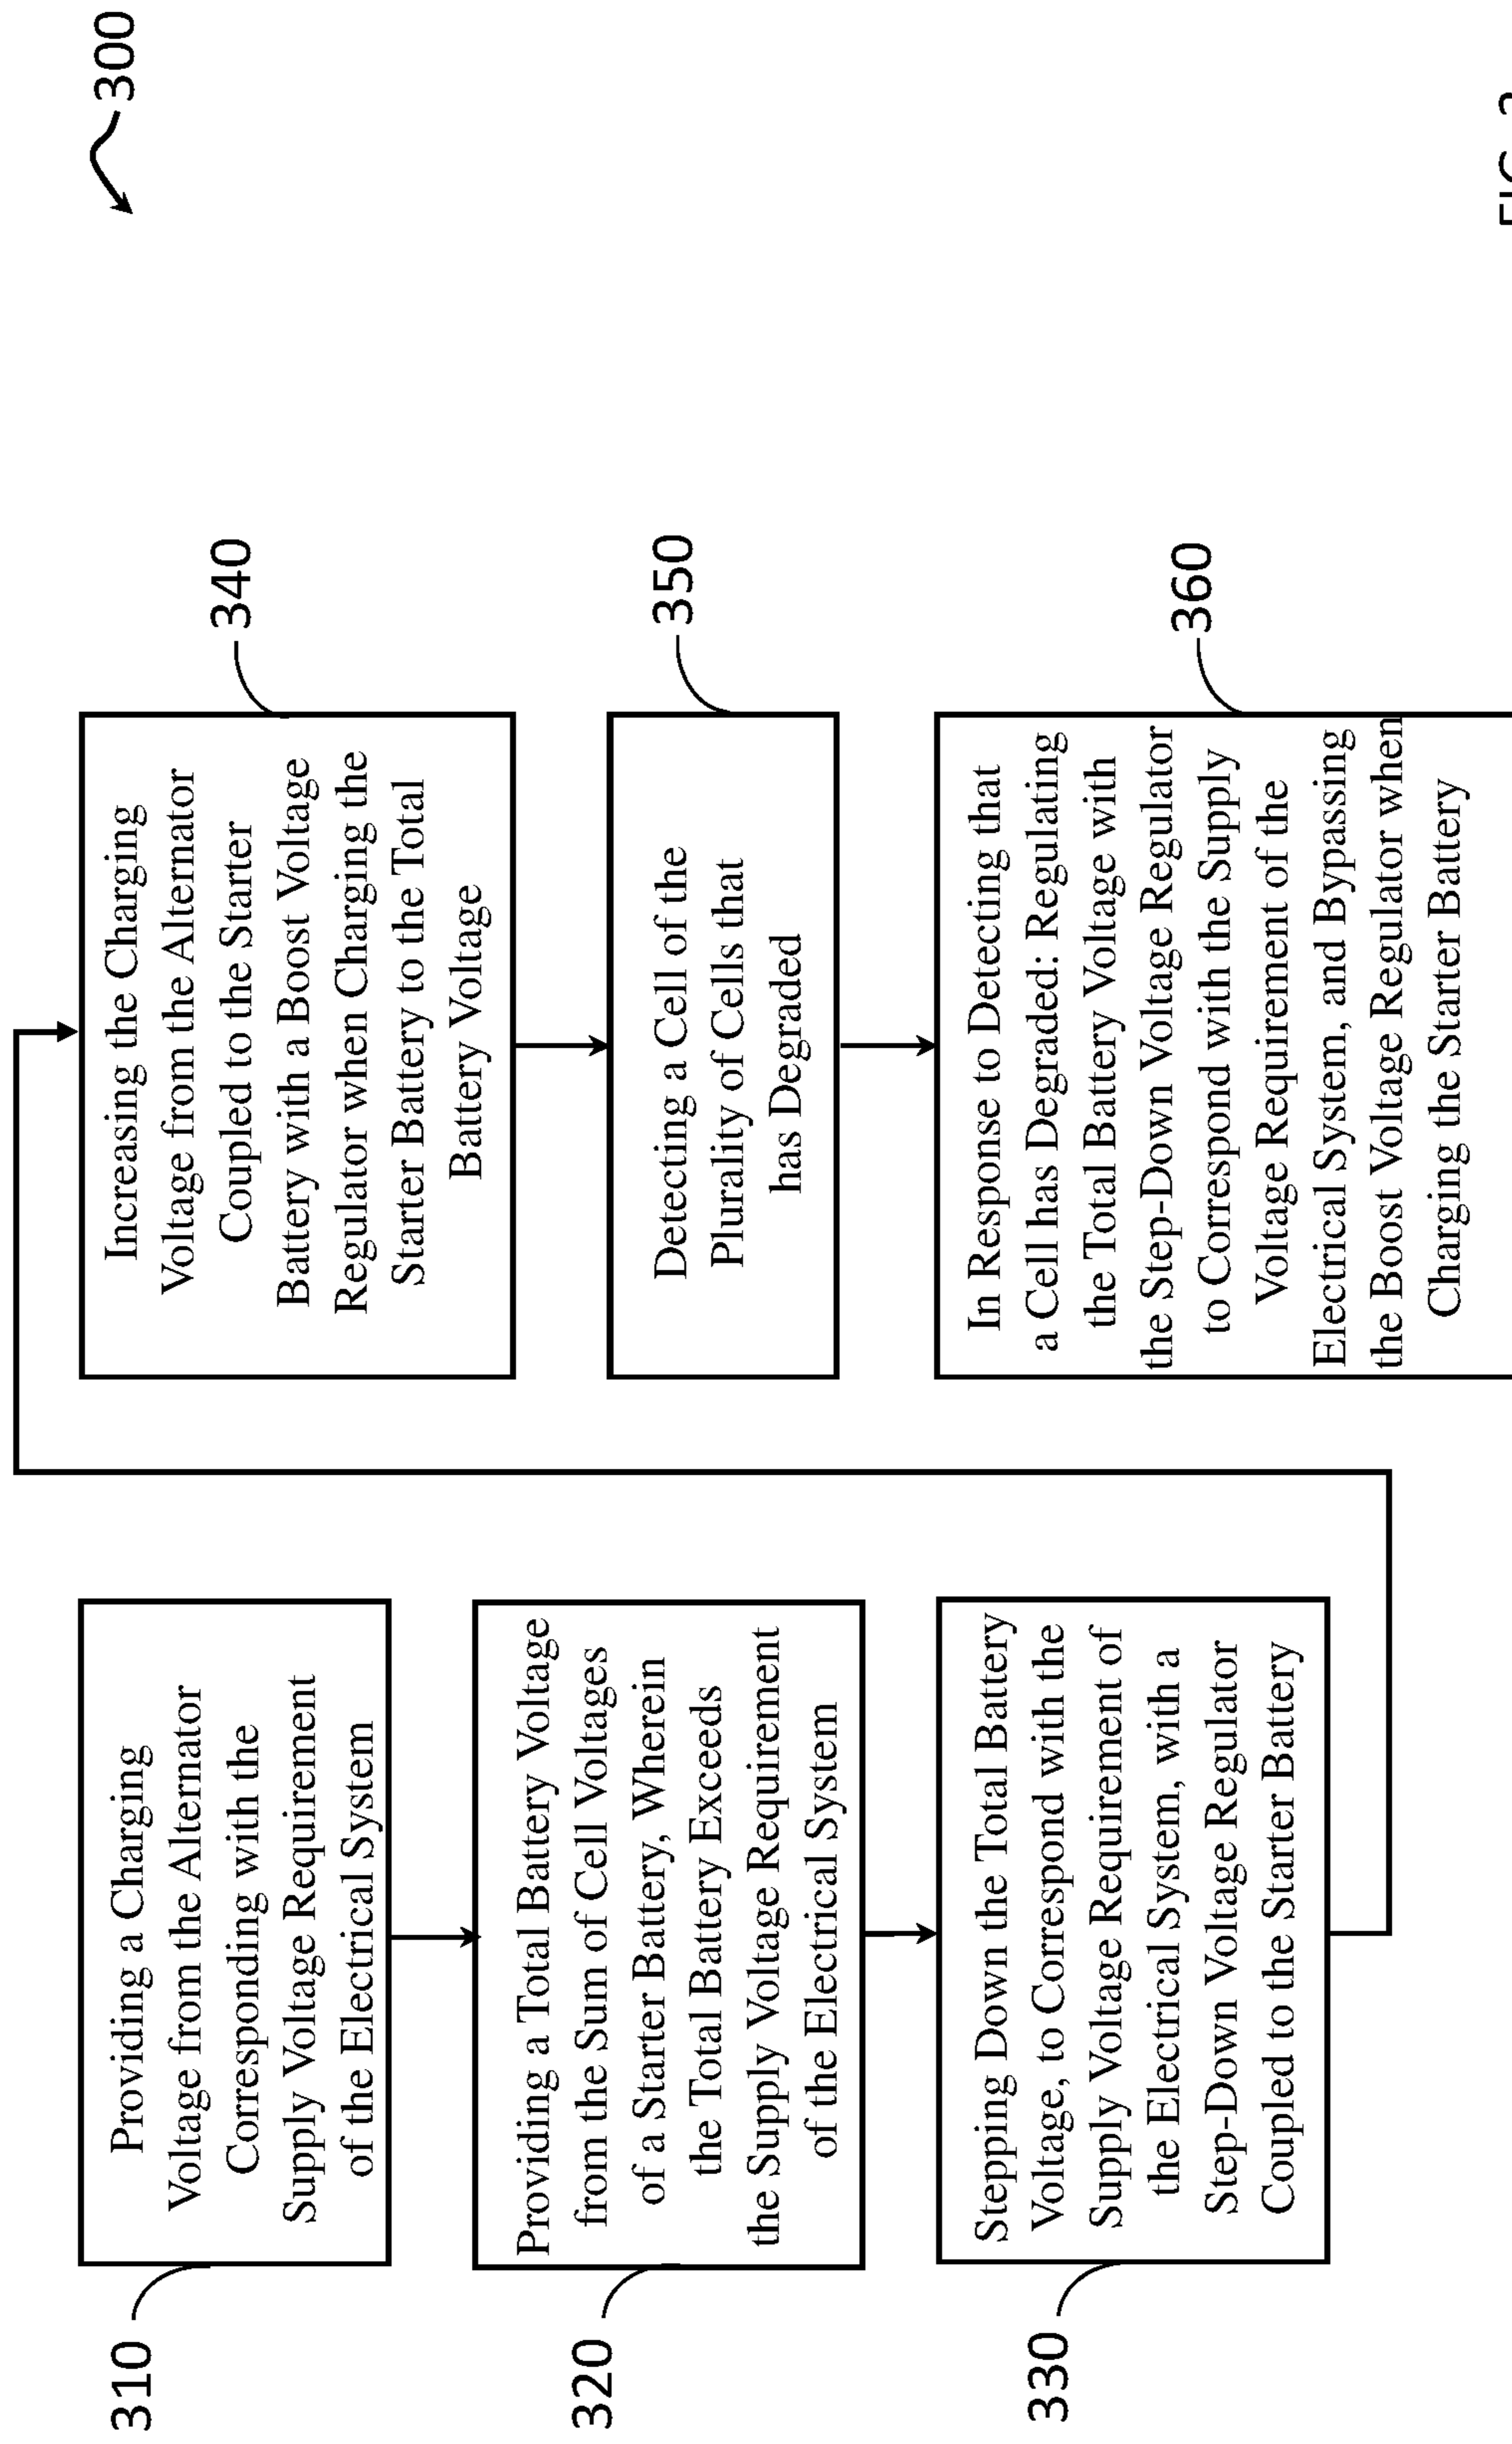 300
310
Providing a Charging
Voltage from the Alternator
Corresponding with the
Supply Voltage Requirement
of the Electrical System
320
Providing a Total Battery Voltage
from the Sum of Cell Voltages
of a Starter Battery, Wherein
the Total Battery Exceeds
the Supply Voltage Requirement
of the Electrical System
330
Stepping Down the Total Battery
Voltage, to Correspond with the
Supply Voltage Requirement of
the Electrical System, with a
Step-Down Voltage Regulator
Coupled to the Starter Battery
340
Increasing the Charging
Voltage from the Alternator
Coupled to the Starter
Battery with a Boost Voltage
Regulator when Charging the
Starter Battery to the Total
Battery Voltage
350
Detecting a Cell of the
Plurality of Cells that
has Degraded
360
In Response to Detecting that
a Cell has Degraded: Regulating
the Total Battery Voltage with
the Step-Down Voltage Regulator
to Correspond with the Supply
Voltage Requirement of the
Electrical System, and Bypassing
the Boost Voltage Regulator when
Charging the Starter Battery
FIG.